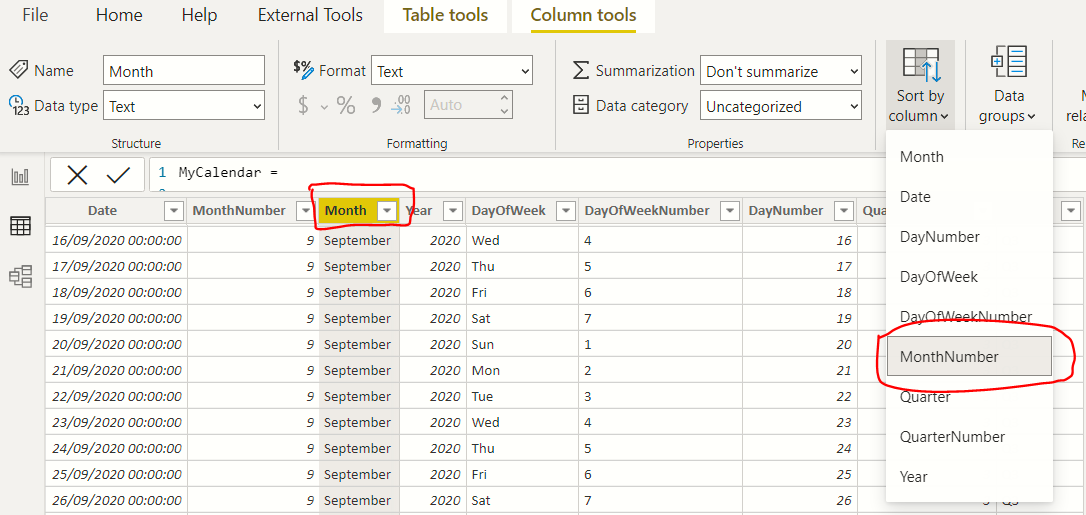 File Home Help External Tools Table tools Column tools
Name Month Format Text Summarization Don't summarize Sort by column Data groups
Data type Text $ % 9 .00 Auto Data category Uncategorized
Structure Formatting Properties Re
1 MyCalendar =
Date MonthNumber Month Year DayOfWeek DayOfWeekNumber DayNumber Qua
16/09/2020 00:00:00 9 September 2020 Wed 4 16
17/09/2020 00:00:00 9 September 2020 Thu 5 17
18/09/2020 00:00:00 9 September 2020 Fri 6 18
19/09/2020 00:00:00 9 September 2020 Sat 7 19
20/09/2020 00:00:00 9 September 2020 Sun 1 20
21/09/2020 00:00:00 9 September 2020 Mon 2 21
22/09/2020 00:00:00 9 September 2020 Tue 3 22
23/09/2020 00:00:00 9 September 2020 Wed 4 23
24/09/2020 00:00:00 9 September 2020 Thu 5 24
25/09/2020 00:00:00 9 September 2020 Fri 6 25
26/09/2020 00:00:00 9 September 2020 Sat 7 26
Month
Date
DayNumber
DayOfWeek
DayOfWeekNumber
MonthNumber
Quarter
QuarterNumber
Year